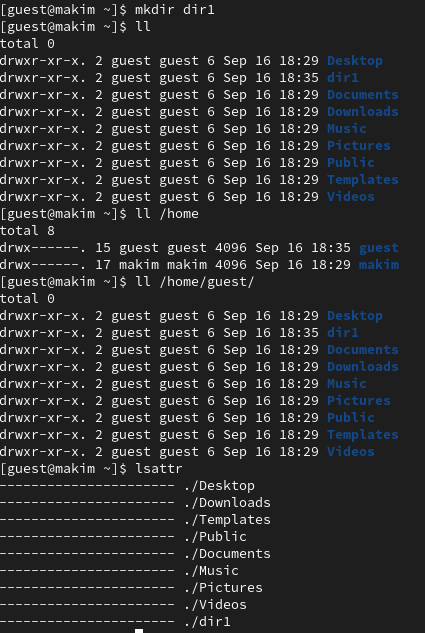 [guest@makim ~]$ mkdir dir1
[guest@makim ~]$ ll
total 0
drwxr-xr-x. 2 guest guest 6 Sep 16 18:29 Desktop
drwxr-xr-x. 2 guest guest 6 Sep 16 18:35 dir1
drwxr-xr-x. 2 guest guest 6 Sep 16 18:29 Documents
drwxr-xr-x. 2 guest guest 6 Sep 16 18:29 Downloads
drwxr-xr-x. 2 guest guest 6 Sep 16 18:29 Music
drwxr-xr-x. 2 guest guest 6 Sep 16 18:29 Pictures
drwxr-xr-x. 2 guest guest 6 Sep 16 18:29 Public
drwxr-xr-x. 2 guest guest 6 Sep 16 18:29 Templates
drwxr-xr-x. 2 guest guest 6 Sep 16 18:29 Videos
[guest@makim ~]$ ll /home
total 8
drwx------. 15 guest guest 4096 Sep 16 18:35 guest
drwx------. 17 makim makim 4096 Sep 16 18:29 makim
[guest@makim ~]$ ll /home/guest/
total 0
drwxr-xr-x. 2 guest guest 6 Sep 16 18:29 Desktop
drwxr-xr-x. 2 guest guest 6 Sep 16 18:35 dir1
drwxr-xr-x. 2 guest guest 6 Sep 16 18:29 Documents
drwxr-xr-x. 2 guest guest 6 Sep 16 18:29 Downloads
drwxr-xr-x. 2 guest guest 6 Sep 16 18:29 Music
drwxr-xr-x. 2 guest guest 6 Sep 16 18:29 Pictures
drwxr-xr-x. 2 guest guest 6 Sep 16 18:29 Public
drwxr-xr-x. 2 guest guest 6 Sep 16 18:29 Templates
drwxr-xr-x. 2 guest guest 6 Sep 16 18:29 Videos
[guest@makim ~]$ lsattr
---------------------- ./Desktop
---------------------- ./Downloads
---------------------- ./Templates
---------------------- ./Public
---------------------- ./Documents
---------------------- ./Music
---------------------- ./Pictures
---------------------- ./Videos
---------------------- ./dir1